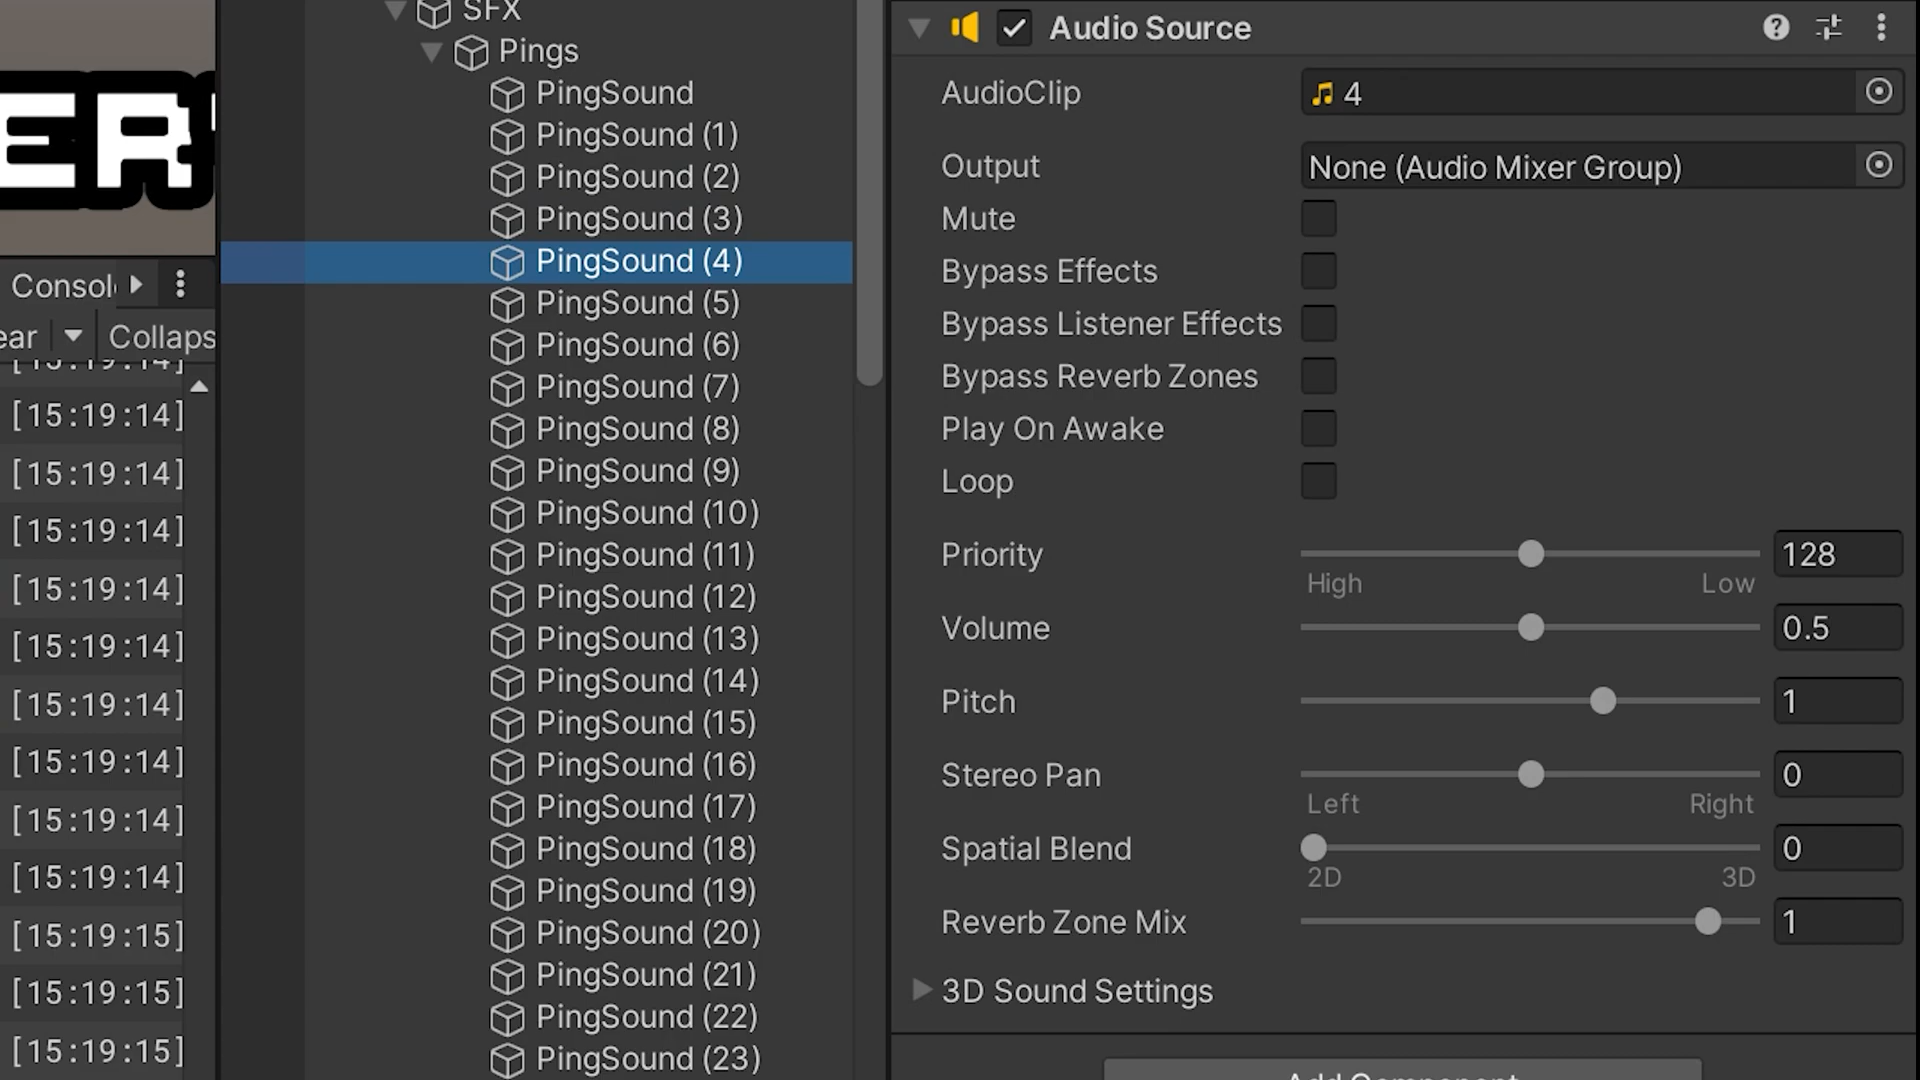 ER
Consol
ear
Collaps
[15:19:14]
[15:19:14]
[15:19:14]
[15:19:14]
[15:19:14]
[15:19:14]
[15:19:14]
[15:19:14]
[15:19:14]
[15:19:14]
[15:19:15]
[15:19:15]
[15:19:15]
SFX
Pings
PingSound
PingSound (1)
PingSound (2)
PingSound (3)
PingSound (4)
PingSound (5)
PingSound (6)
PingSound (7)
PingSound (8)
PingSound (9)
PingSound (10)
PingSound (11)
PingSound (12)
PingSound (13)
PingSound (14)
PingSound (15)
PingSound (16)
PingSound (17)
PingSound (18)
PingSound (19)
PingSound (20)
PingSound (21)
PingSound (22)
PingSound (23)
Audio Source
AudioClip 4
Output None (Audio Mixer Group)
Mute
Bypass Effects
Bypass Listener Effects
Bypass Reverb Zones
Play On Awake
Loop
Priority 128
High Low
Volume 0.5
Pitch 1
Stereo Pan 0
Left Right
Spatial Blend 0
2D 3D
Reverb Zone Mix 1
3D Sound Settings
Add Component